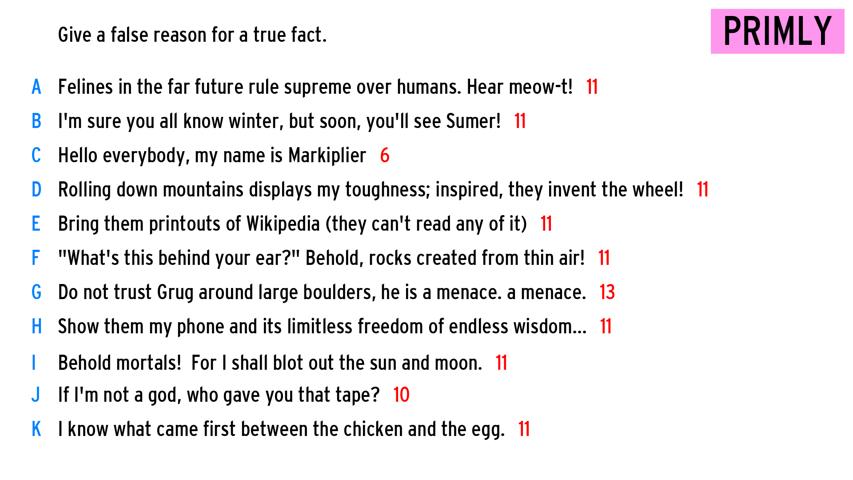 Give a false reason for a true fact.
PRIMLY
A Felines in the far future rule supreme over humans. Hear meow-t! 11
B I'm sure you all know winter, but soon, you'll see Sumer! 11
C Hello everybody, my name is Markiplier 6
D Rolling down mountains displays my toughness; inspired, they invent the wheel! 11
E Bring them printouts of Wikipedia (they can't read any of it) 11
F "What's this behind your ear?" Behold, rocks created from thin air! 11
G Do not trust Grug around large boulders, he is a menace. a menace. 13
H Show them my phone and its limitless freedom of endless wisdom... 11
I Behold mortals!  For I shall blot out the sun and moon. 11
J If I'm not a god, who gave you that tape? 10
K I know what came first between the chicken and the egg. 11